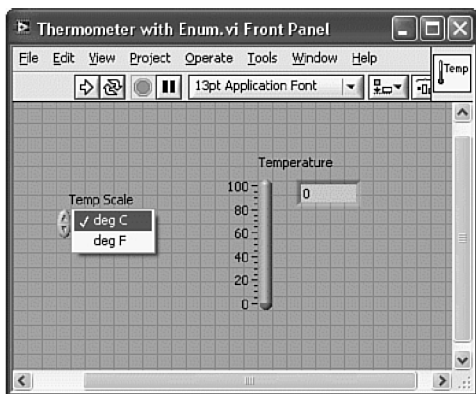 Thermometer with Enum.vi Front Panel
File Edit View Project Operate Tools Window Help
Temp
13pt Application Font
Temperature
100
0
80
60
40
20
0
Temp Scale
✓ deg C
deg F